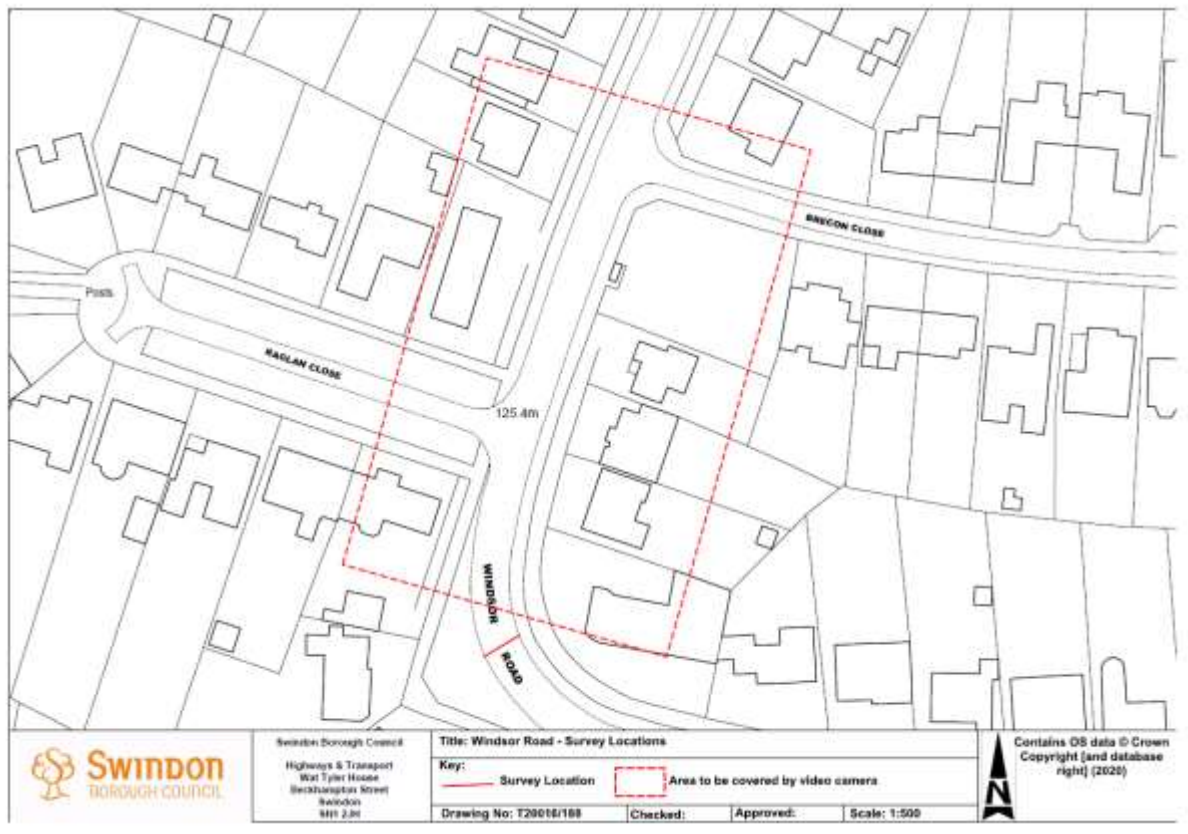 BRECON CLOSE
Posts
RAGLAN CLOSE
125.4m
WINDSOR
ROAD
SWINDON
BOROUGH COUNCIL
Swindon Borough Council
Highways & Transport
Wat Tyler House
Beckhampton Street
Swindon
SN1 2JH
Title: Windsor Road - Survey Locations
Key:
Survey Location
Area to be covered by video camera
Drawing No: T20016/188
Checked:
Approved:
Scale: 1:500
N
Contains OS data © Crown
Copyright [and database
right] (2020)